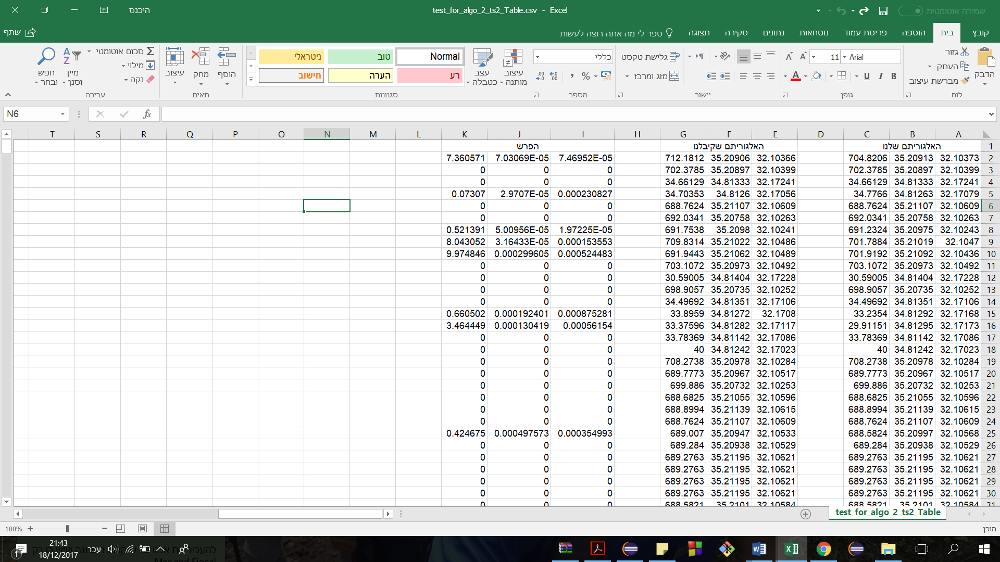 היכנס
test_for_algo_2_ts2_Table.csv - Excel
שמירה אוטומטית
קובץ בית הוספה פריסת עמוד נוסחאות נתונים סקירה תצוגה ספר לי מה אתה רוצה לעשות
שתף
הדבק
גזור
העתק
מברשת עיצוב
לוח
Arial 11
B I U
גופן
גלישת טקסט
מזג ומרכז
יישור
כללי
%
מספר
עיצוב מותנה
עצב כטבלה
Normal טוב ניטראלי
רע הערה חישוב
סגנונות
הוסף מחק עיצוב
תאים
סכום אוטומטי
מילוי
נקה
מיין וסנן
חפש ובחר
עריכה
N6
fx
T S R Q P O N M L K J I H G F E D C B A
הפרש האלגוריתם שקיבלנו האלגוריתם שלנו 1
7.360571 7.03069E-05 7.46952E-05 712.1812 35.20906 32.10366 704.8206 35.20913 32.10373 2
0 0 0 702.3785 35.20897 32.10399 702.3785 35.20897 32.10399 3
0 0 0 34.66129 34.81333 32.17241 34.66129 34.81333 32.17241 4
0.07307 2.9707E-05 0.000230827 34.70353 34.8126 32.17056 34.7766 34.81263 32.17079 5
0 0 0 688.7624 35.21107 32.10609 688.7624 35.21107 32.10609 6
0 0 0 692.0341 35.20758 32.10263 692.0341 35.20758 32.10263 7
0.521391 5.00956E-05 1.97225E-05 691.7538 35.2098 32.10241 691.2324 35.20975 32.10243 8
8.043052 3.16433E-05 0.000153553 709.8314 35.21022 32.10486 701.7884 35.21019 32.1047 9
9.974846 0.000299605 0.000524483 691.9443 35.21062 32.10489 701.9192 35.21092 32.10436 10
0 0 0 703.1072 35.20973 32.10492 703.1072 35.20973 32.10492 11
0 0 0 30.59005 34.81404 32.17228 30.59005 34.81404 32.17228 12
0 0 0 698.9057 35.20735 32.10252 698.9057 35.20735 32.10252 13
0 0 0 34.49692 34.81351 32.17106 34.49692 34.81351 32.17106 14
0.660502 0.000192401 0.000875281 33.8959 34.81272 32.1708 33.2354 34.81292 32.17168 15
3.464449 0.000130419 0.00056154 33.37596 34.81282 32.17117 29.91151 34.81295 32.17173 16
0 0 0 33.78369 34.81142 32.17086 33.78369 34.81142 32.17086 17
0 0 0 40 34.81242 32.17023 40 34.81242 32.17023 18
0 0 0 708.2738 35.20978 32.10284 708.2738 35.20978 32.10284 19
0 0 0 689.7773 35.20967 32.10517 689.7773 35.20967 32.10517 20
0 0 0 699.886 35.20732 32.10253 699.886 35.20732 32.10253 21
0 0 0 688.6825 35.21055 32.10596 688.6825 35.21055 32.10596 22
0 0 0 688.8994 35.21139 32.10615 688.8994 35.21139 32.10615 23
0 0 0 688.7624 35.21107 32.10609 688.7624 35.21107 32.10609 24
0.424675 0.000497573 0.000354993 689.007 35.20947 32.10533 688.5824 35.20997 32.10568 25
0 0 0 689.284 35.20938 32.10529 689.284 35.20938 32.10529 26
0 0 0 689.2763 35.21195 32.10621 689.2763 35.21195 32.10621 27
0 0 0 689.2763 35.21195 32.10621 689.2763 35.21195 32.10621 28
0 0 0 689.2763 35.21195 32.10621 689.2763 35.21195 32.10621 29
0 0 0 689.2763 35.21195 32.10621 689.2763 35.21195 32.10621 30
0 0 0 688.5821 35.2101 32.10584 688.5821 35.2101 32.10584 31
test_for_algo_2_ts2_Table
100%
מוכן
21:43
18/12/2017
עבר
1